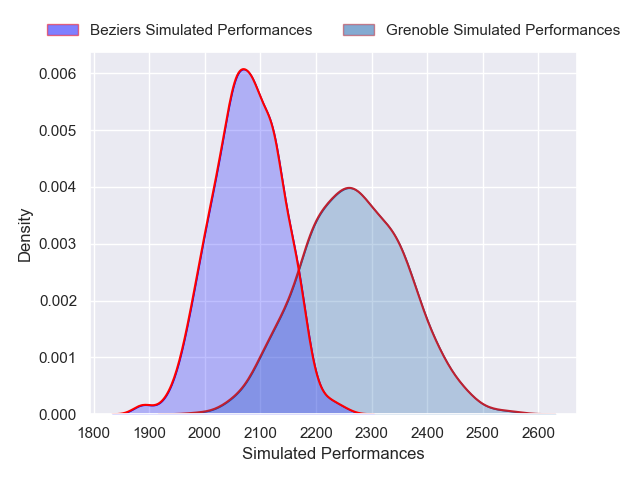 Beziers Simulated Performances Grenoble Simulated Performances
0.006
0.005
0.004
0.003
0.002
0.001
0.000
Density
1800 1900 2000 2100 2200 2300 2400 2500 2600
Simulated Performances